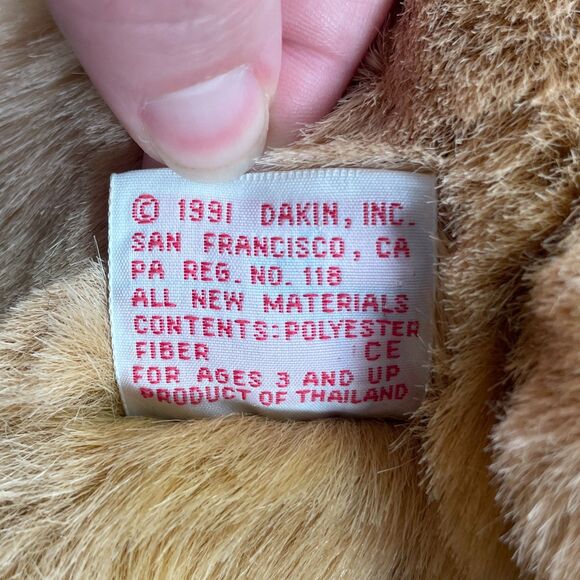 © 1991 DAKIN, INC.
SAN FRANCISCO, CA
PA REG. NO. 118
ALL NEW MATERIALS
CONTENTS:POLYESTER
FIBER CE
FOR AGES 3 AND UP
PRODUCT OF THAILAND